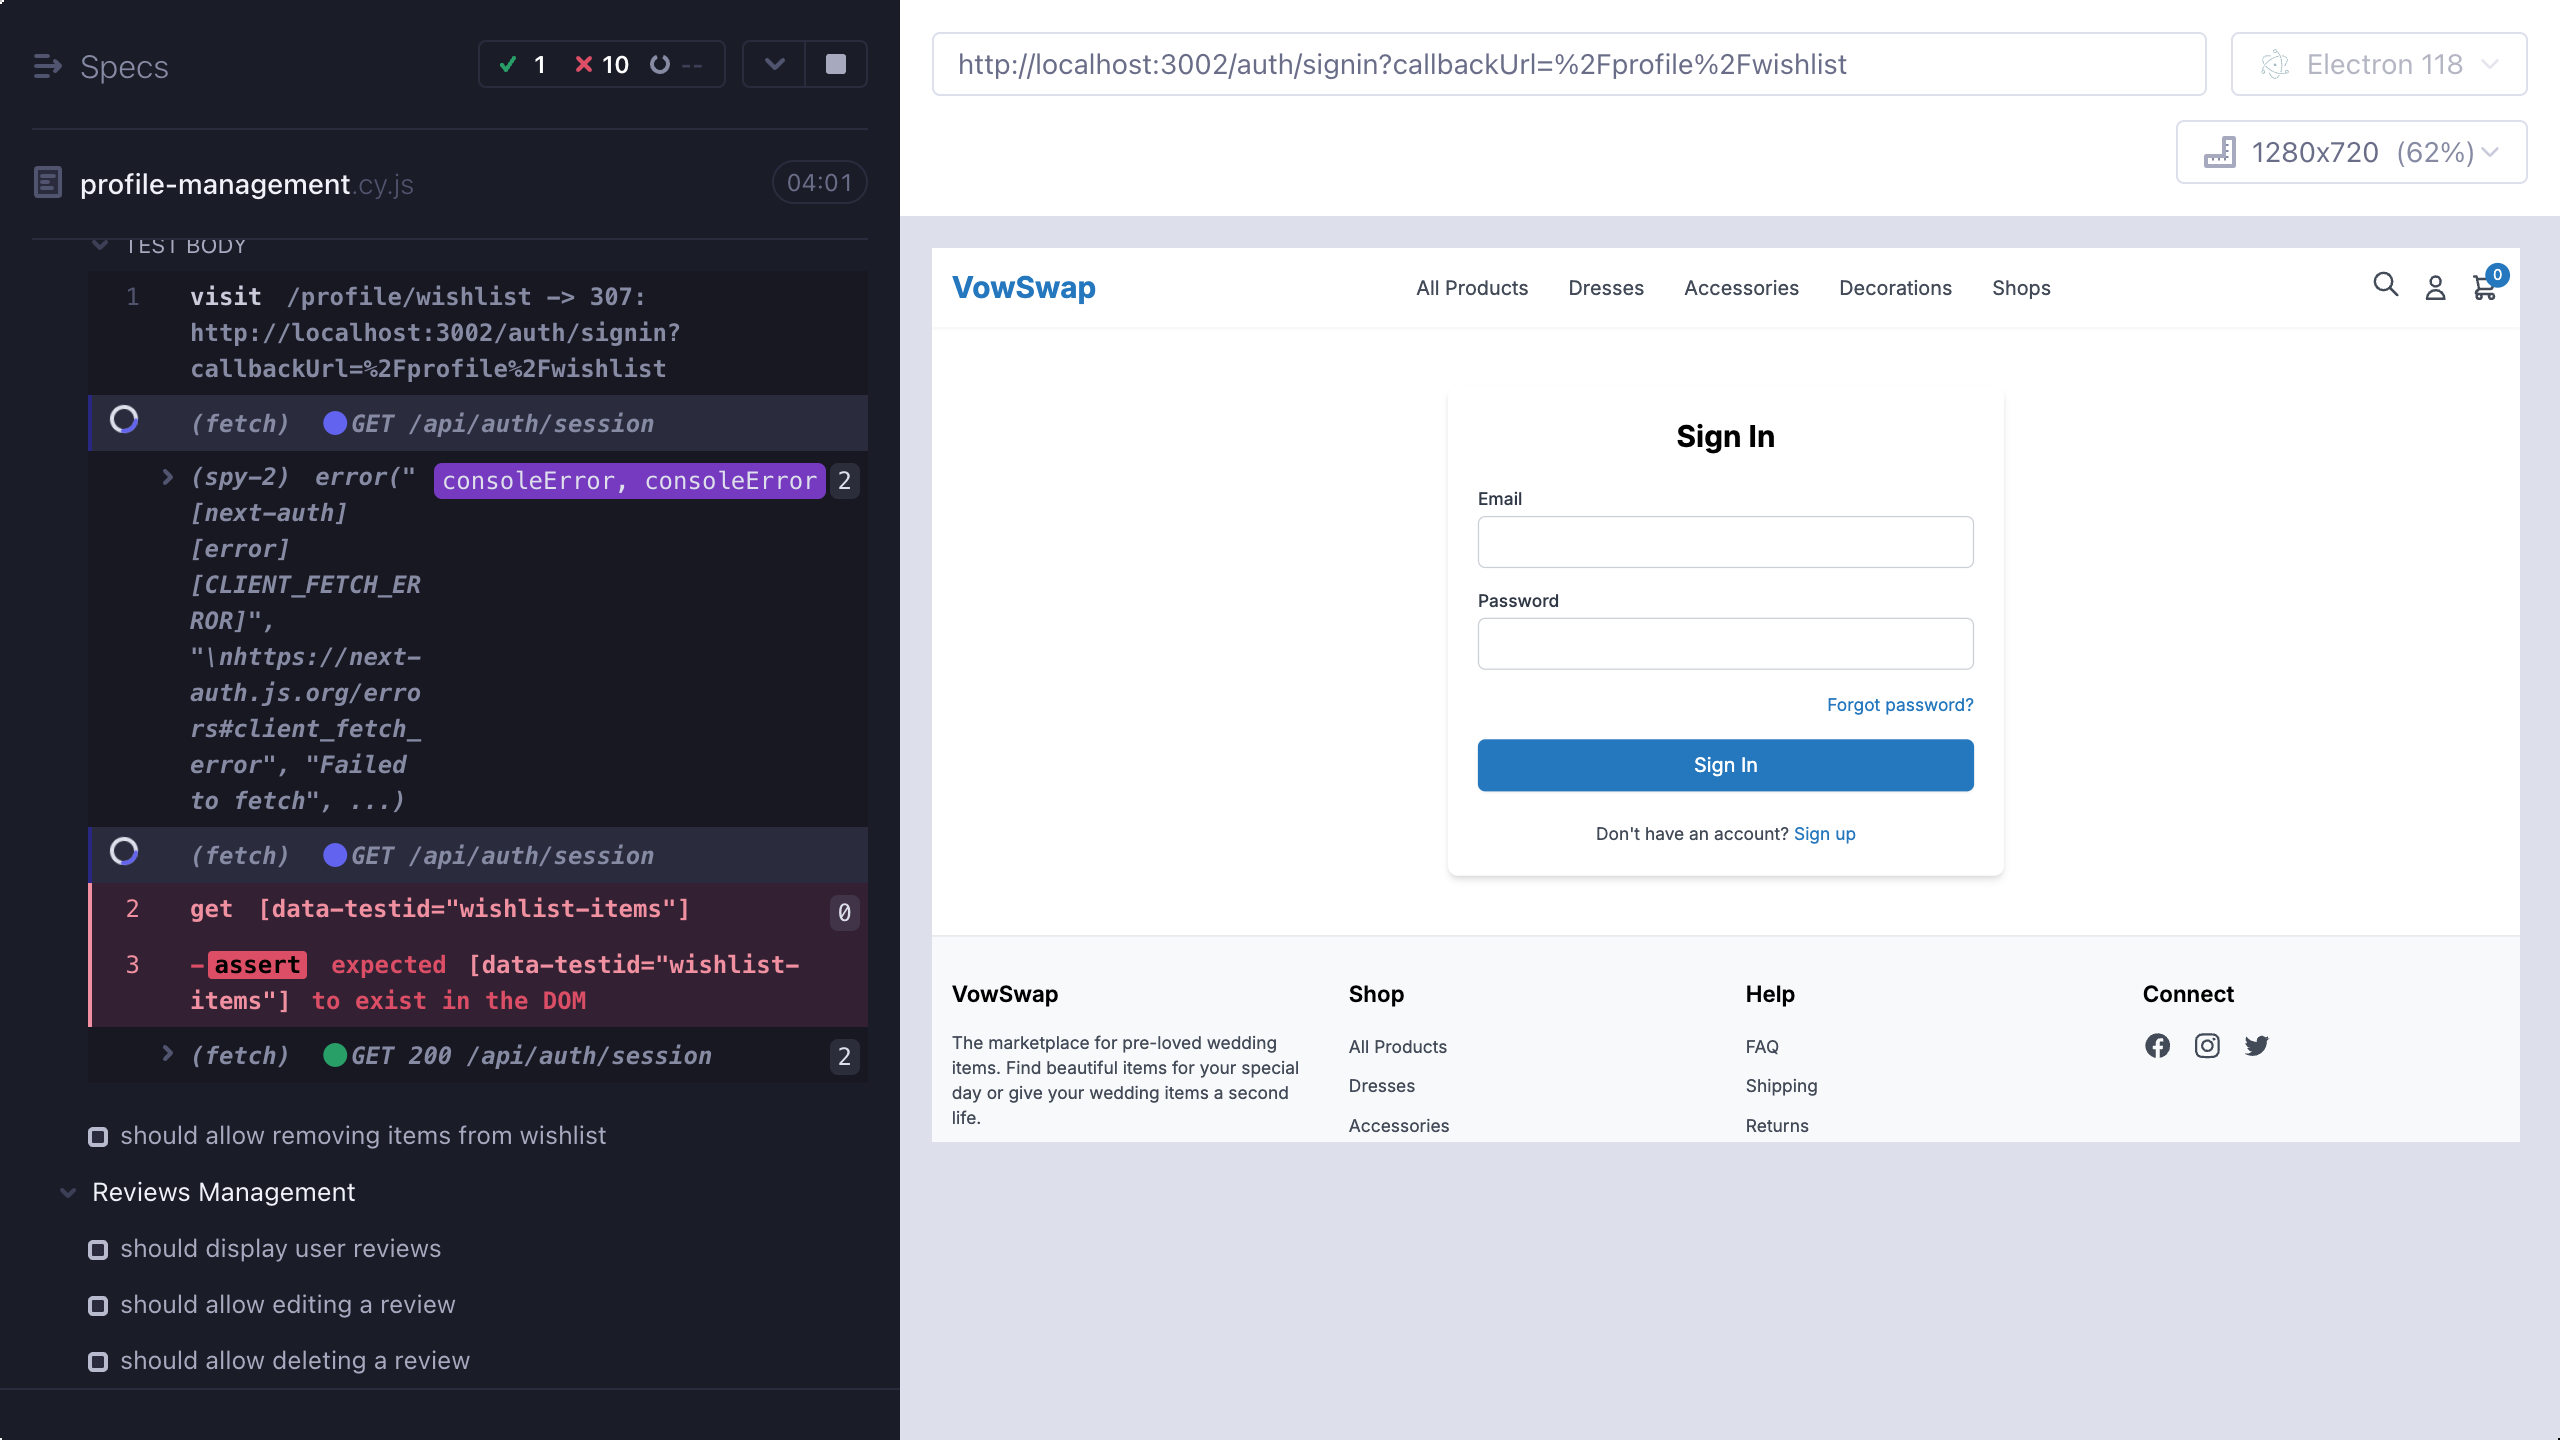 Specs
1 10 --
profile-management.cy.js
04:01
TEST BODY
1 visit /profile/wishlist -> 307:
http://localhost:3002/auth/signin?
callbackUrl=%2Fprofile%2Fwishlist
(fetch) GET /api/auth/session
(spy-2) error(" consoleError, consoleError 2
[next-auth]
[error]
[CLIENT_FETCH_ER
ROR]",
"\nhttps://next-
auth.js.org/erro
rs#client_fetch_
error", "Failed
to fetch", ...)
(fetch) GET /api/auth/session
2 get [data-testid="wishlist-items"] 0
3 -assert expected [data-testid="wishlist-
items"] to exist in the DOM
(fetch) GET 200 /api/auth/session 2
should allow removing items from wishlist
Reviews Management
should display user reviews
should allow editing a review
should allow deleting a review
http://localhost:3002/auth/signin?callbackUrl=%2Fprofile%2Fwishlist
Electron 118
1280x720 (62%)
VowSwap
All Products Dresses Accessories Decorations Shops
0
Sign In
Email
Password
Forgot password?
Sign In
Don't have an account? Sign up
VowSwap
The marketplace for pre-loved wedding
items. Find beautiful items for your special
day or give your wedding items a second
life.
Shop
All Products
Dresses
Accessories
Help
FAQ
Shipping
Returns
Connect